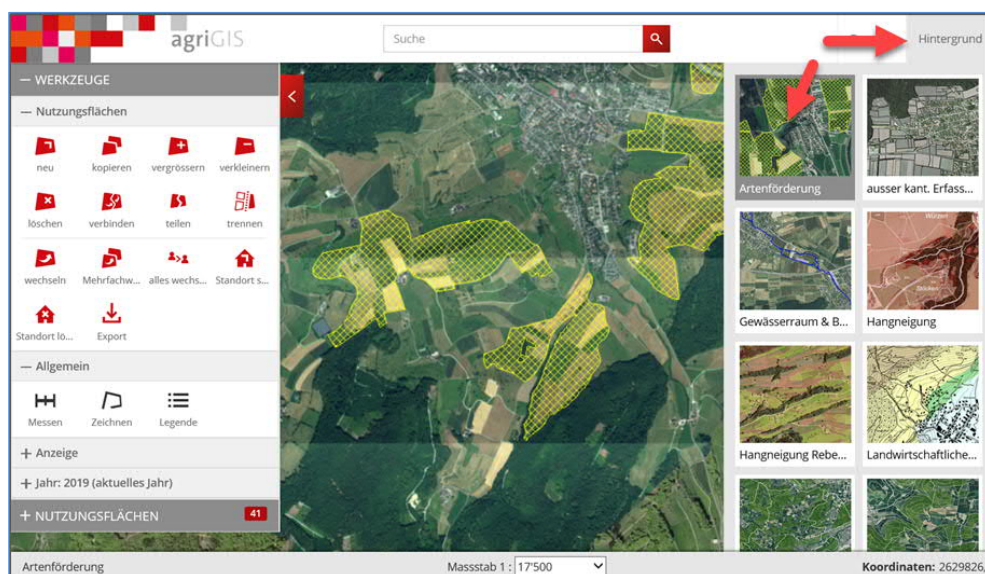 agriGIS
Suche
Hintergrund
— WERKZEUGE
— Nutzungsflächen
neu kopieren vergrössern verkleinern
löschen verbinden teilen trennen
wechseln Mehrfachw... alles wechs... Standort s...
Standort lö... Export
— Allgemein
Messen Zeichnen Legende
+ Anzeige
+ Jahr: 2019 (aktuelles Jahr)
+ NUTZUNGSFLÄCHEN 41
Artenförderung ausser kant. Erfass...
Gewässerraum & B... Hangneigung
Hangneigung Rebe... Landwirtschaftliche...
Artenförderung Massstab 1 : 17'500 Koordinaten: 2629826,